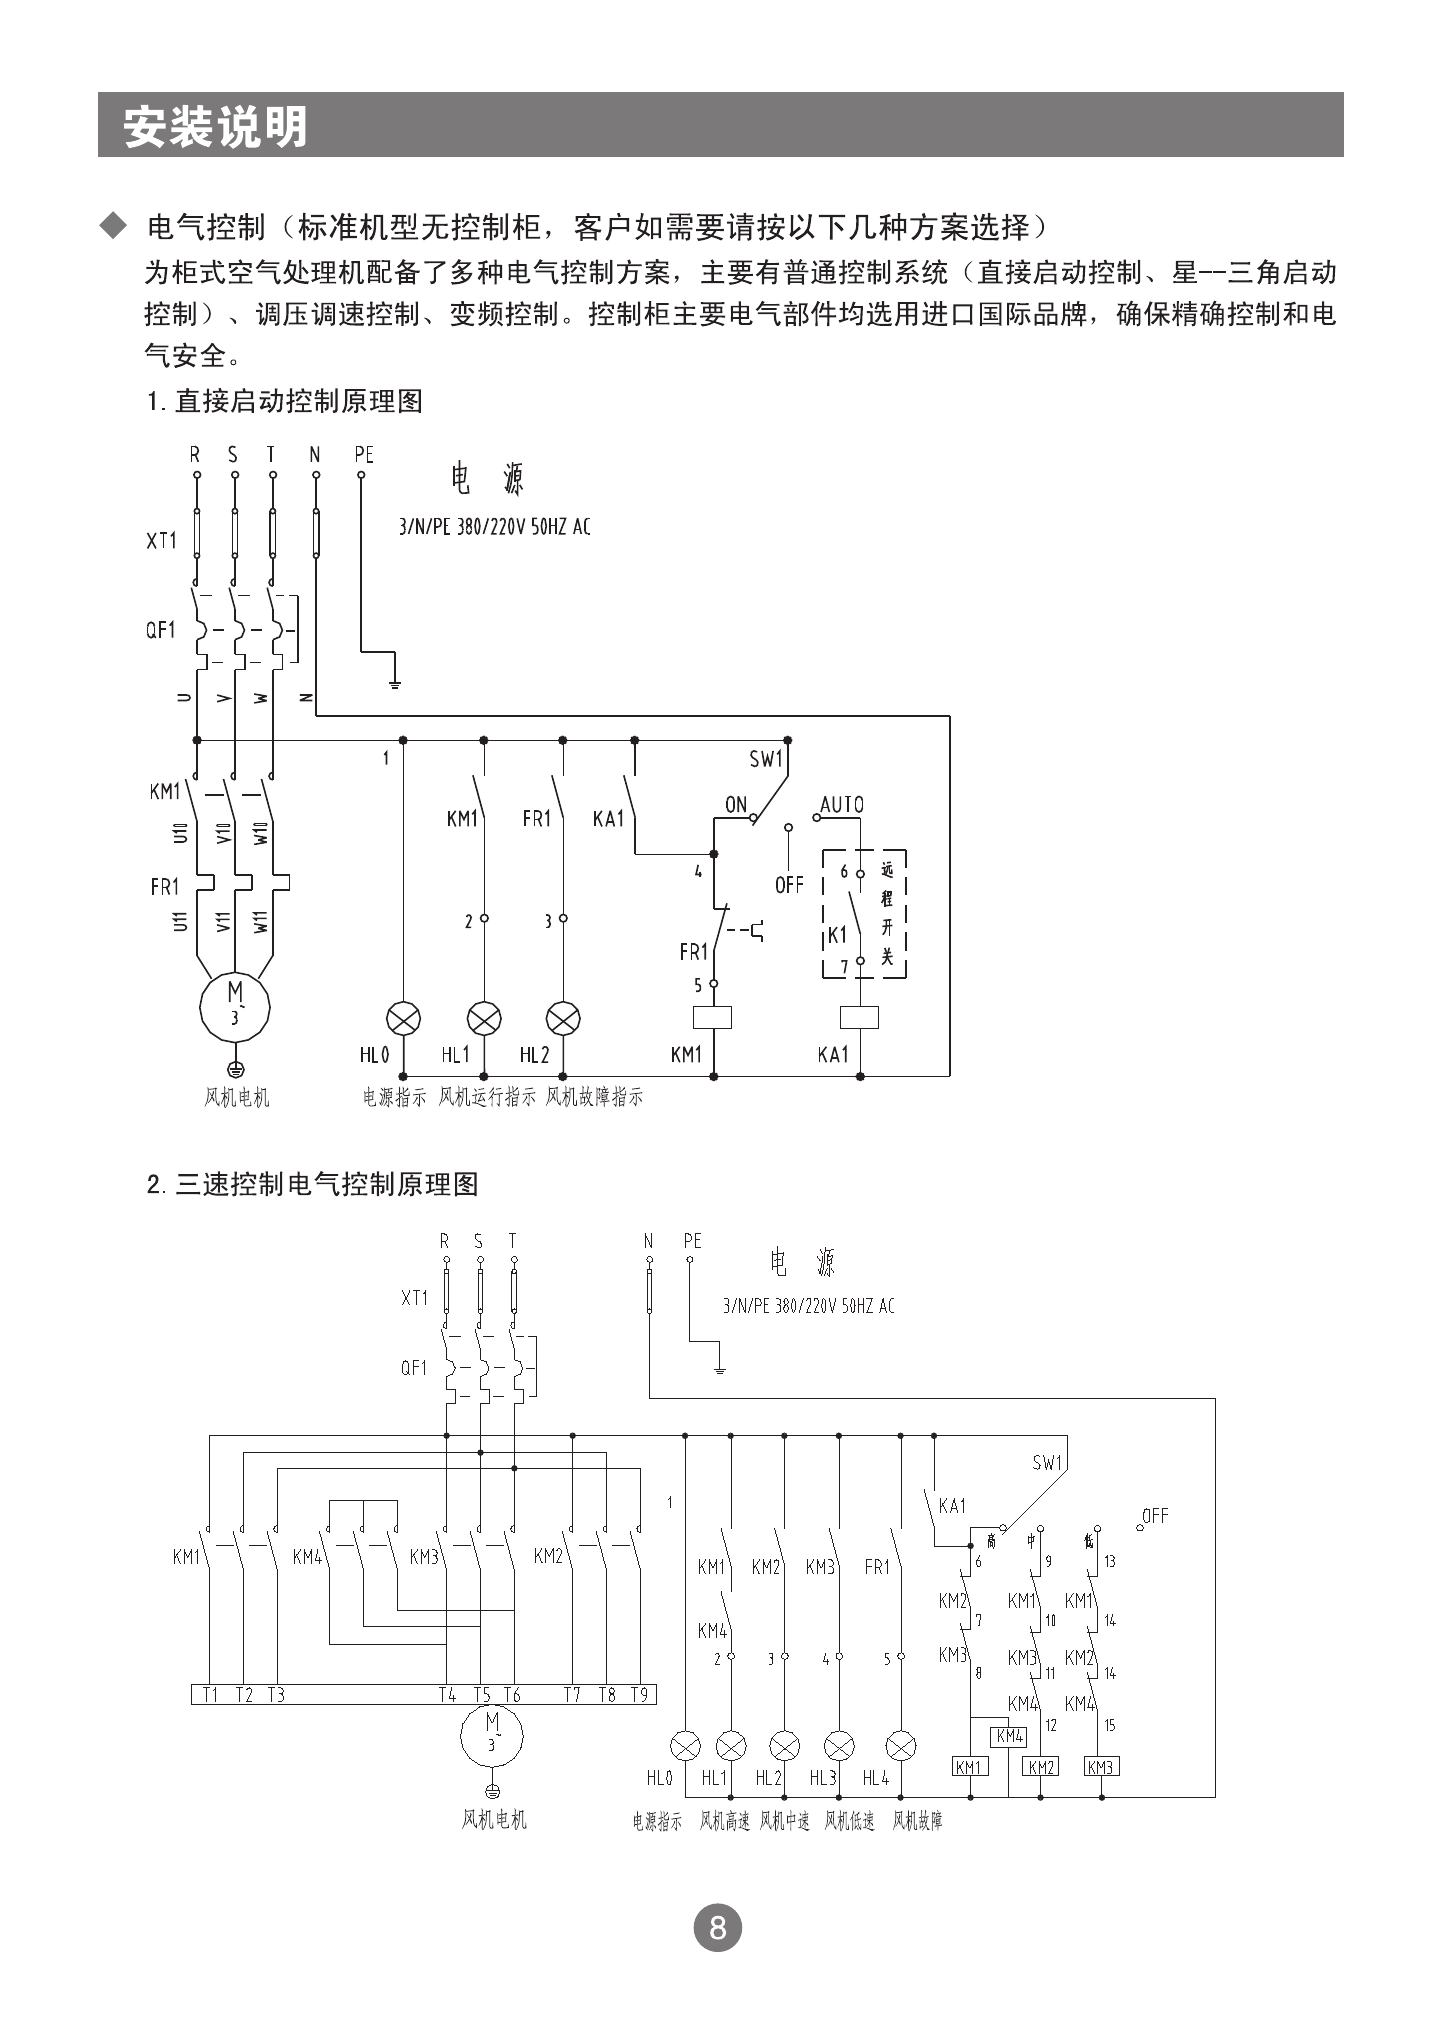 安装说明
◆ 电气控制（标准机型无控制柜，客户如需要请按以下几种方案选择）
为柜式空气处理机配备了多种电气控制方案，主要有普通控制系统（直接启动控制、星--三角启动
控制）、调压调速控制、变频控制。控制柜主要电气部件均选用进口国际品牌，确保精确控制和电
气安全。
1. 直接启动控制原理图
R S T N PE
电 源
3/N/PE 380/220V 50HZ AC
XT1
QF1
U V W N
1
SW1
KM1
ON
AUTO
KM1 FR1 KA1
U10 V10 W10
4
OFF
6
远程开关
FR1
U11 V11 W11
2 3
K1
FR1
7
5
M
3~
HL0 HL1 HL2 KM1 KA1
风机电机
电源指示 风机运行指示 风机故障指示
2. 三速控制电气控制原理图
R S T N PE
电 源
3/N/PE 380/220V 50HZ AC
XT1
QF1
SW1
1
KA1
OFF
高 中 低
KM1 KM4 KM3 KM2
KM1 KM2 KM3 FR1
6 9 13
KM2 KM1 KM1
7 10 14
KM4
KM3 KM3 KM2
2 3 4 5
8 11 14
T1 T2 T3 T4 T5 T6 T7 T8 T9
KM4 KM4
12 15
M
3~
KM4
KM1 KM2 KM3
HL0 HL1 HL2 HL3 HL4
风机电机
电源指示 风机高速 风机中速 风机低速 风机故障
8